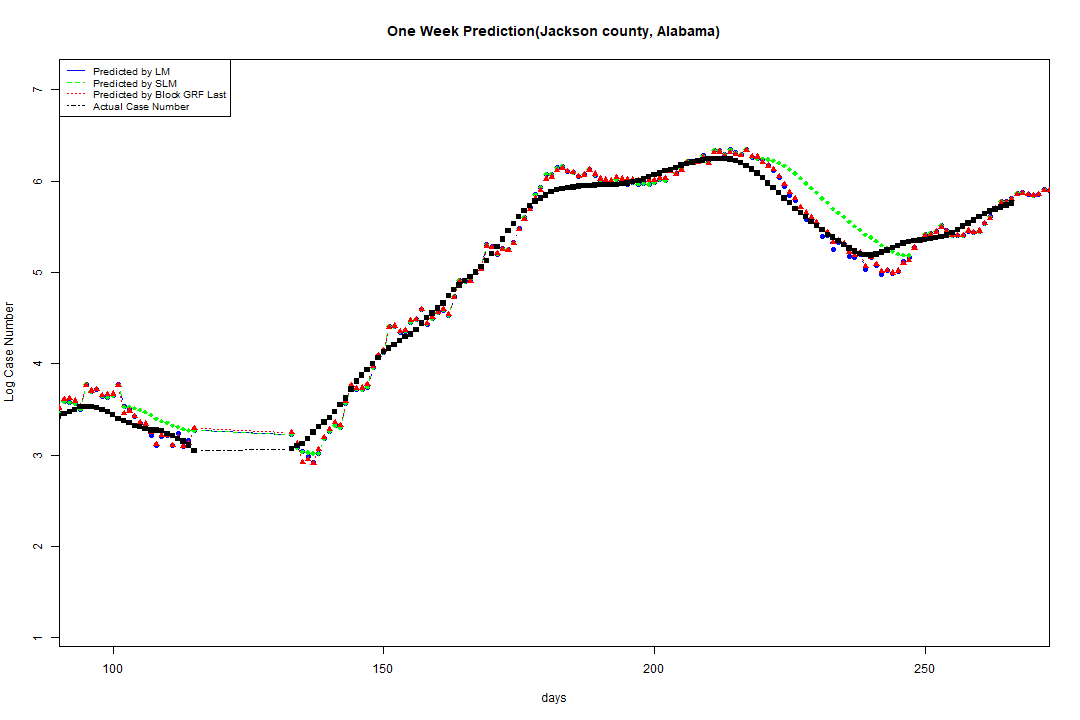 One Week Prediction(Jackson county, Alabama)
Predicted by LM
Predicted by SLM
Predicted by Block GRF Last
Actual Case Number
7
6
5
4
3
2
1
Log Case Number
100 150 200 250
days